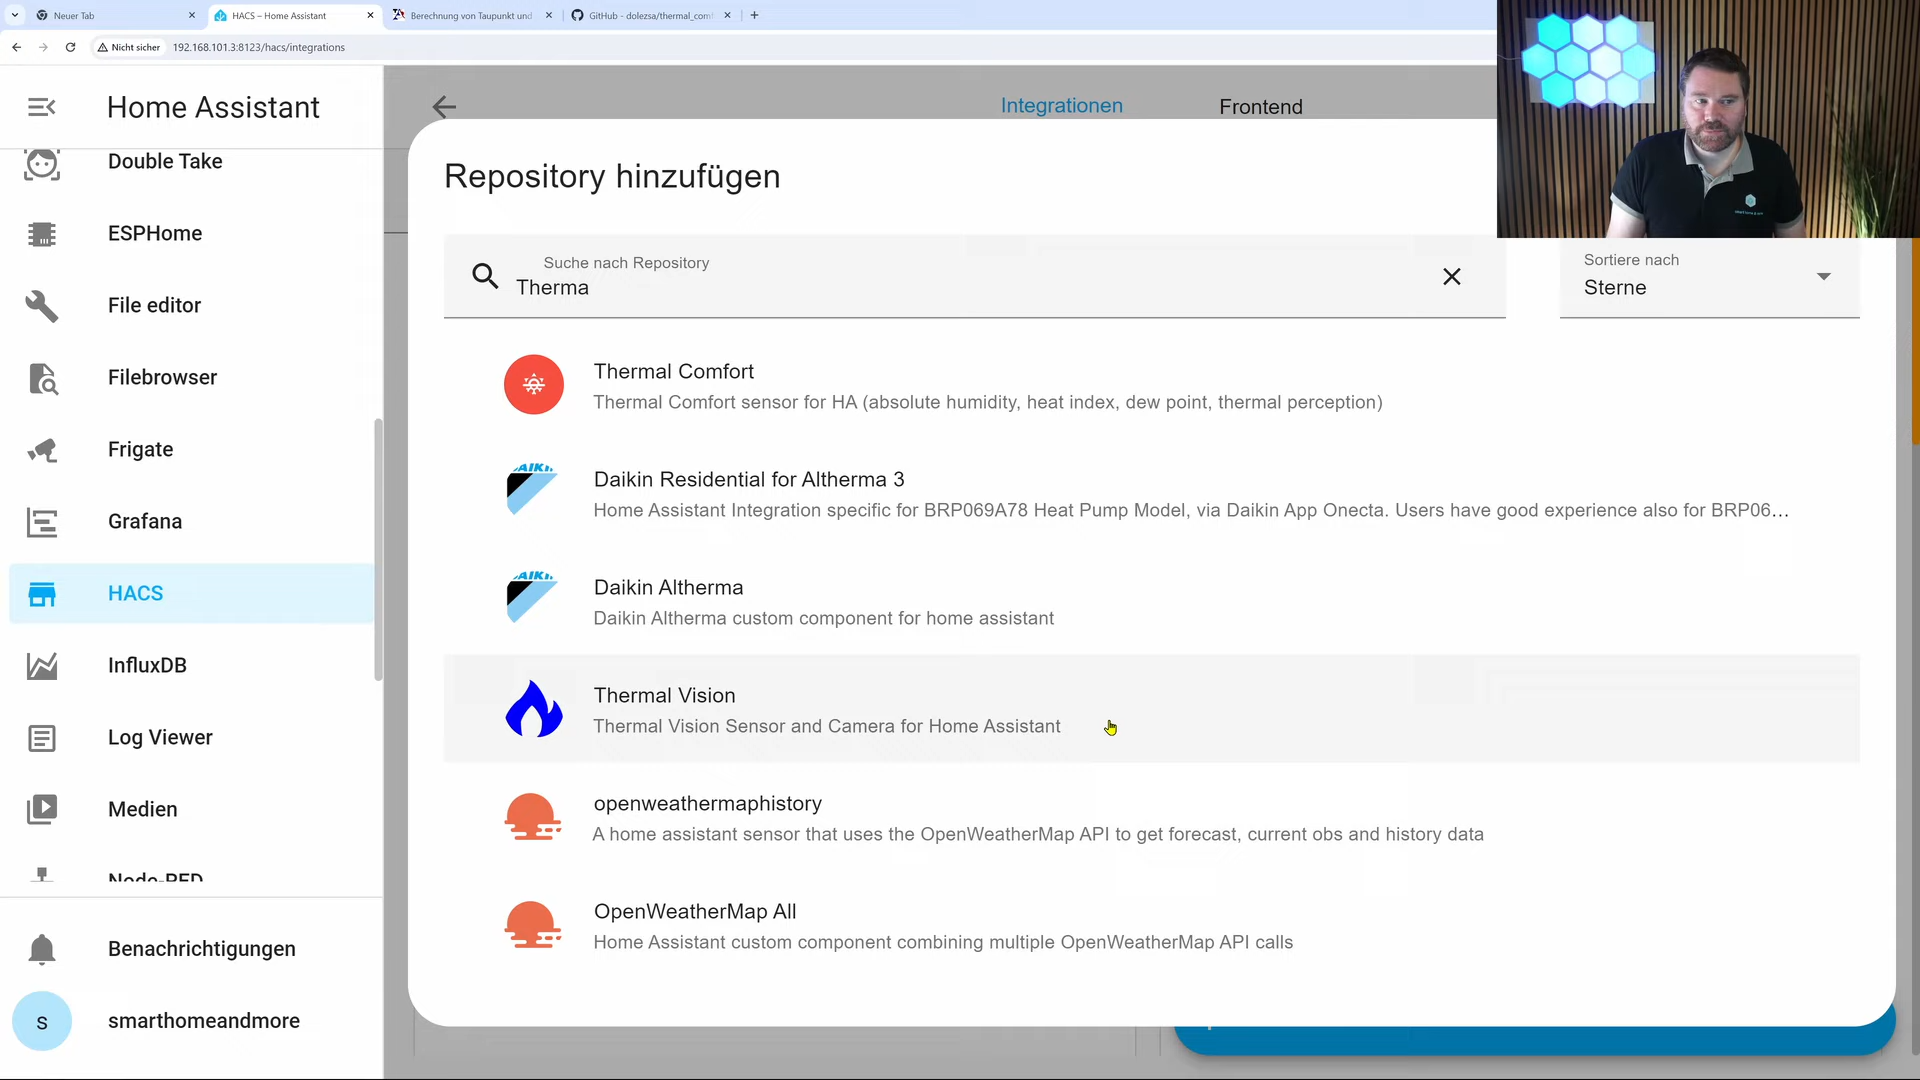 Neuer Tab
HACS – Home Assistant
Berechnung von Taupunkt und
GitHub - dolezsa/thermal_com
Nicht sicher
192.168.101.3:8123/hacs/integrations
Home Assistant
Integrationen
Frontend
Double Take
ESPHome
File editor
Filebrowser
Frigate
Grafana
HACS
InfluxDB
Log Viewer
Medien
Node-RED
Benachrichtigungen
s
smarthomeandmore
Repository hinzufügen
Suche nach Repository
Therma
Sortiere nach
Sterne
Thermal Comfort
Thermal Comfort sensor for HA (absolute humidity, heat index, dew point, thermal perception)
Daikin Residential for Altherma 3
Home Assistant Integration specific for BRP069A78 Heat Pump Model, via Daikin App Onecta. Users have good experience also for BRP06...
Daikin Altherma
Daikin Altherma custom component for home assistant
Thermal Vision
Thermal Vision Sensor and Camera for Home Assistant
openweathermaphistory
A home assistant sensor that uses the OpenWeatherMap API to get forecast, current obs and history data
OpenWeatherMap All
Home Assistant custom component combining multiple OpenWeatherMap API calls